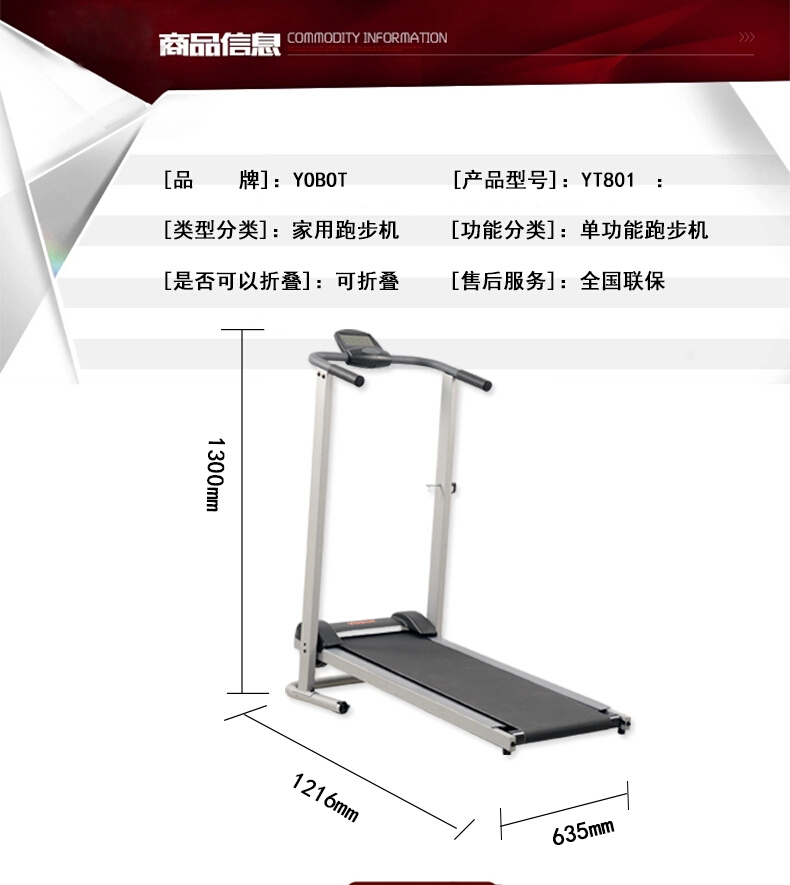 商品信息 COMMODITY INFORMATION
[品 牌]：YOBOT [产品型号]：YT801 ：
[类型分类]：家用跑步机 [功能分类]：单功能跑步机
[是否可以折叠]：可折叠 [售后服务]：全国联保
1300mm
YOBOT
1216mm
635mm